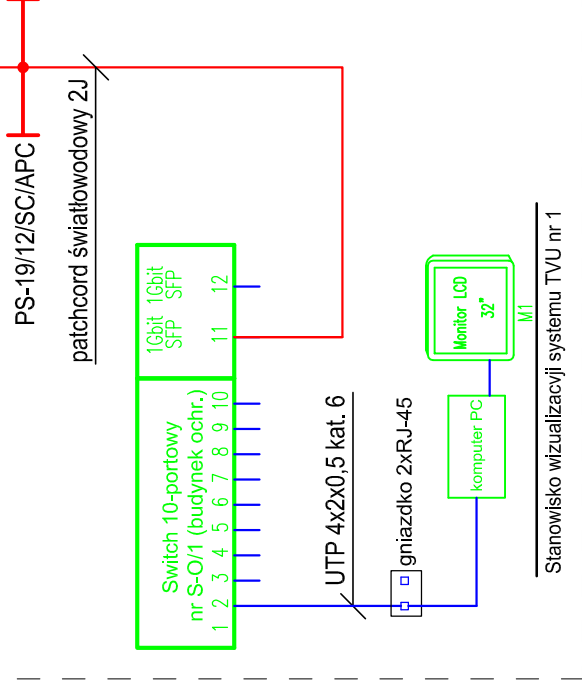 PS-19/12/SC/APC
patchcord światłowodowy 2J
1Gbit 1Gbit
SFP SFP
11 12
Switch 10-portowy
nr S-O/1 (budynek ochr.)
1 2 3 4 5 6 7 8 9 10
UTP 4x2x0,5 kat. 6
gniazdko 2xRJ-45
komputer PC
Monitor LCD
32"
M1
Stanowisko wizualizacvji systemu TVU nr 1